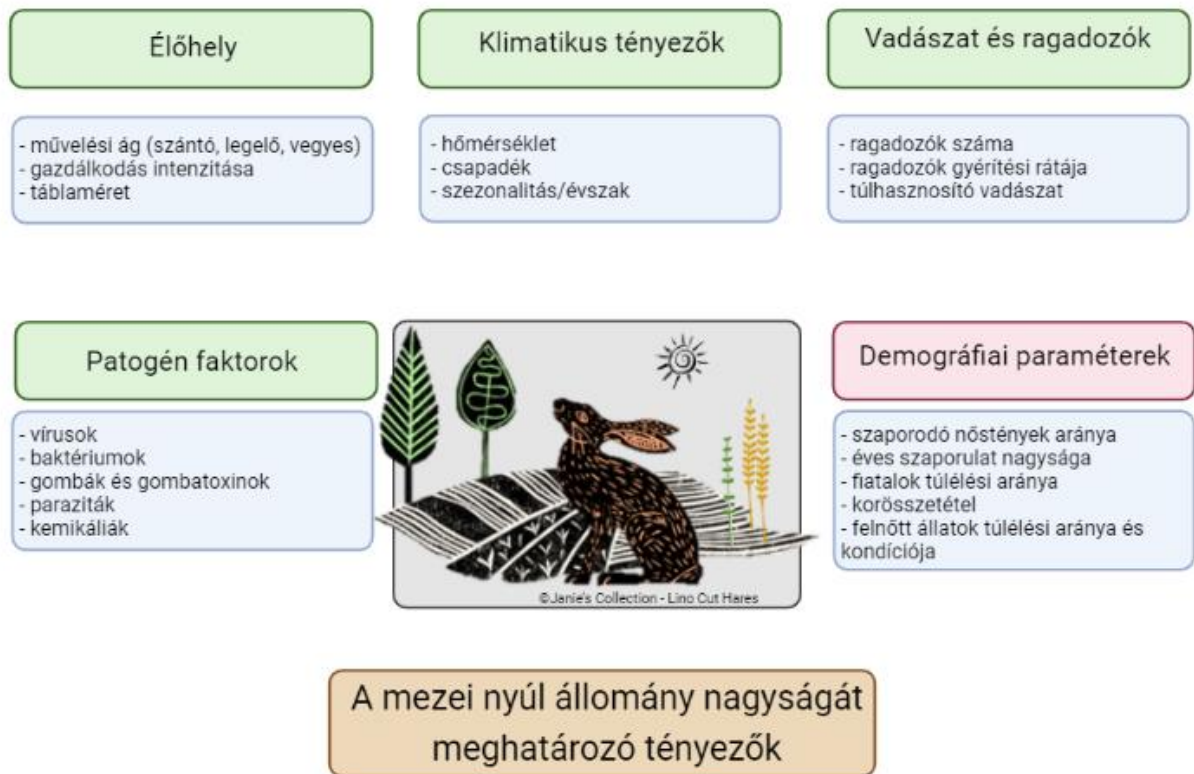 Élőhely
- művelési ág (szántó, legelő, vegyes)
- gazdálkodás intenzitása
- táblaméret
Klimatikus tényezők
- hőmérséklet
- csapadék
- szezonalitás/évszak
Vadászat és ragadozók
- ragadozók száma
- ragadozók gyérítési rátája
- túlhasznosító vadászat
Patogén faktorok
- vírusok
- baktériumok
- gombák és gombatoxinok
- paraziták
- kemikáliák
©Janie's Collection - Lino Cut Hares
Demográfiai paraméterek
- szaporodó nőstények aránya
- éves szaporulat nagysága
- fiatalok túlélési aránya
- korösszetétel
- felnőtt állatok túlélési aránya és
kondíciója
A mezei nyúl állomány nagyságát
meghatározó tényezők